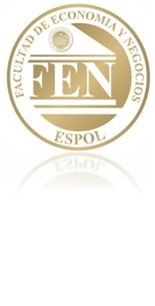 FACULTAD DE ECONOMIA Y NEGOCIOS
FEN
ESPOL